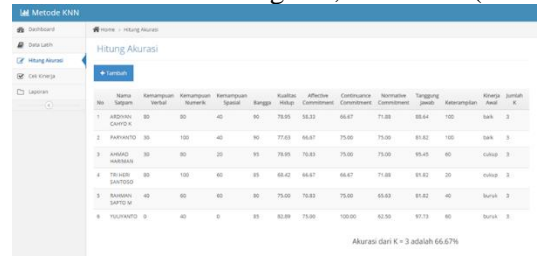 Metode KNN
Dashboard
Data Latih
Hitung Akurasi
Cek Kinerja
Laporan
Home > Hitung Akurasi
Hitung Akurasi
+ Tambah
No Nama Satpam Kemampuan Verbal Kemampuan Numerik Kemampuan Spasial Bangga Kualitas Hidup Affective Commitment Continuance Commitment Normative Commitment Tanggung Jawab Keterampilan Kinerja Awal Jumlah K
1 ARDIYAN CAHYO K 80 80 40 90 78.95 58.33 66.67 71.88 88.64 100 baik 3
2 PARYANTO 30 100 40 90 77.63 66.67 75.00 75.00 81.82 100 baik 3
3 AHMAD HARIMAN 30 80 20 95 78.95 70.83 75.00 75.00 95.45 60 cukup 3
4 TRI HERI SANTOSO 80 100 60 85 68.42 66.67 66.67 71.88 81.82 20 cukup 3
5 RAHMAN SAPTO M 40 60 60 90 75.00 70.83 75.00 65.63 81.82 40 buruk 3
6 YULIYANTO 0 40 0 85 82.89 75.00 100.00 62.50 97.73 60 buruk 3
Akurasi dari K = 3 adalah 66.67%